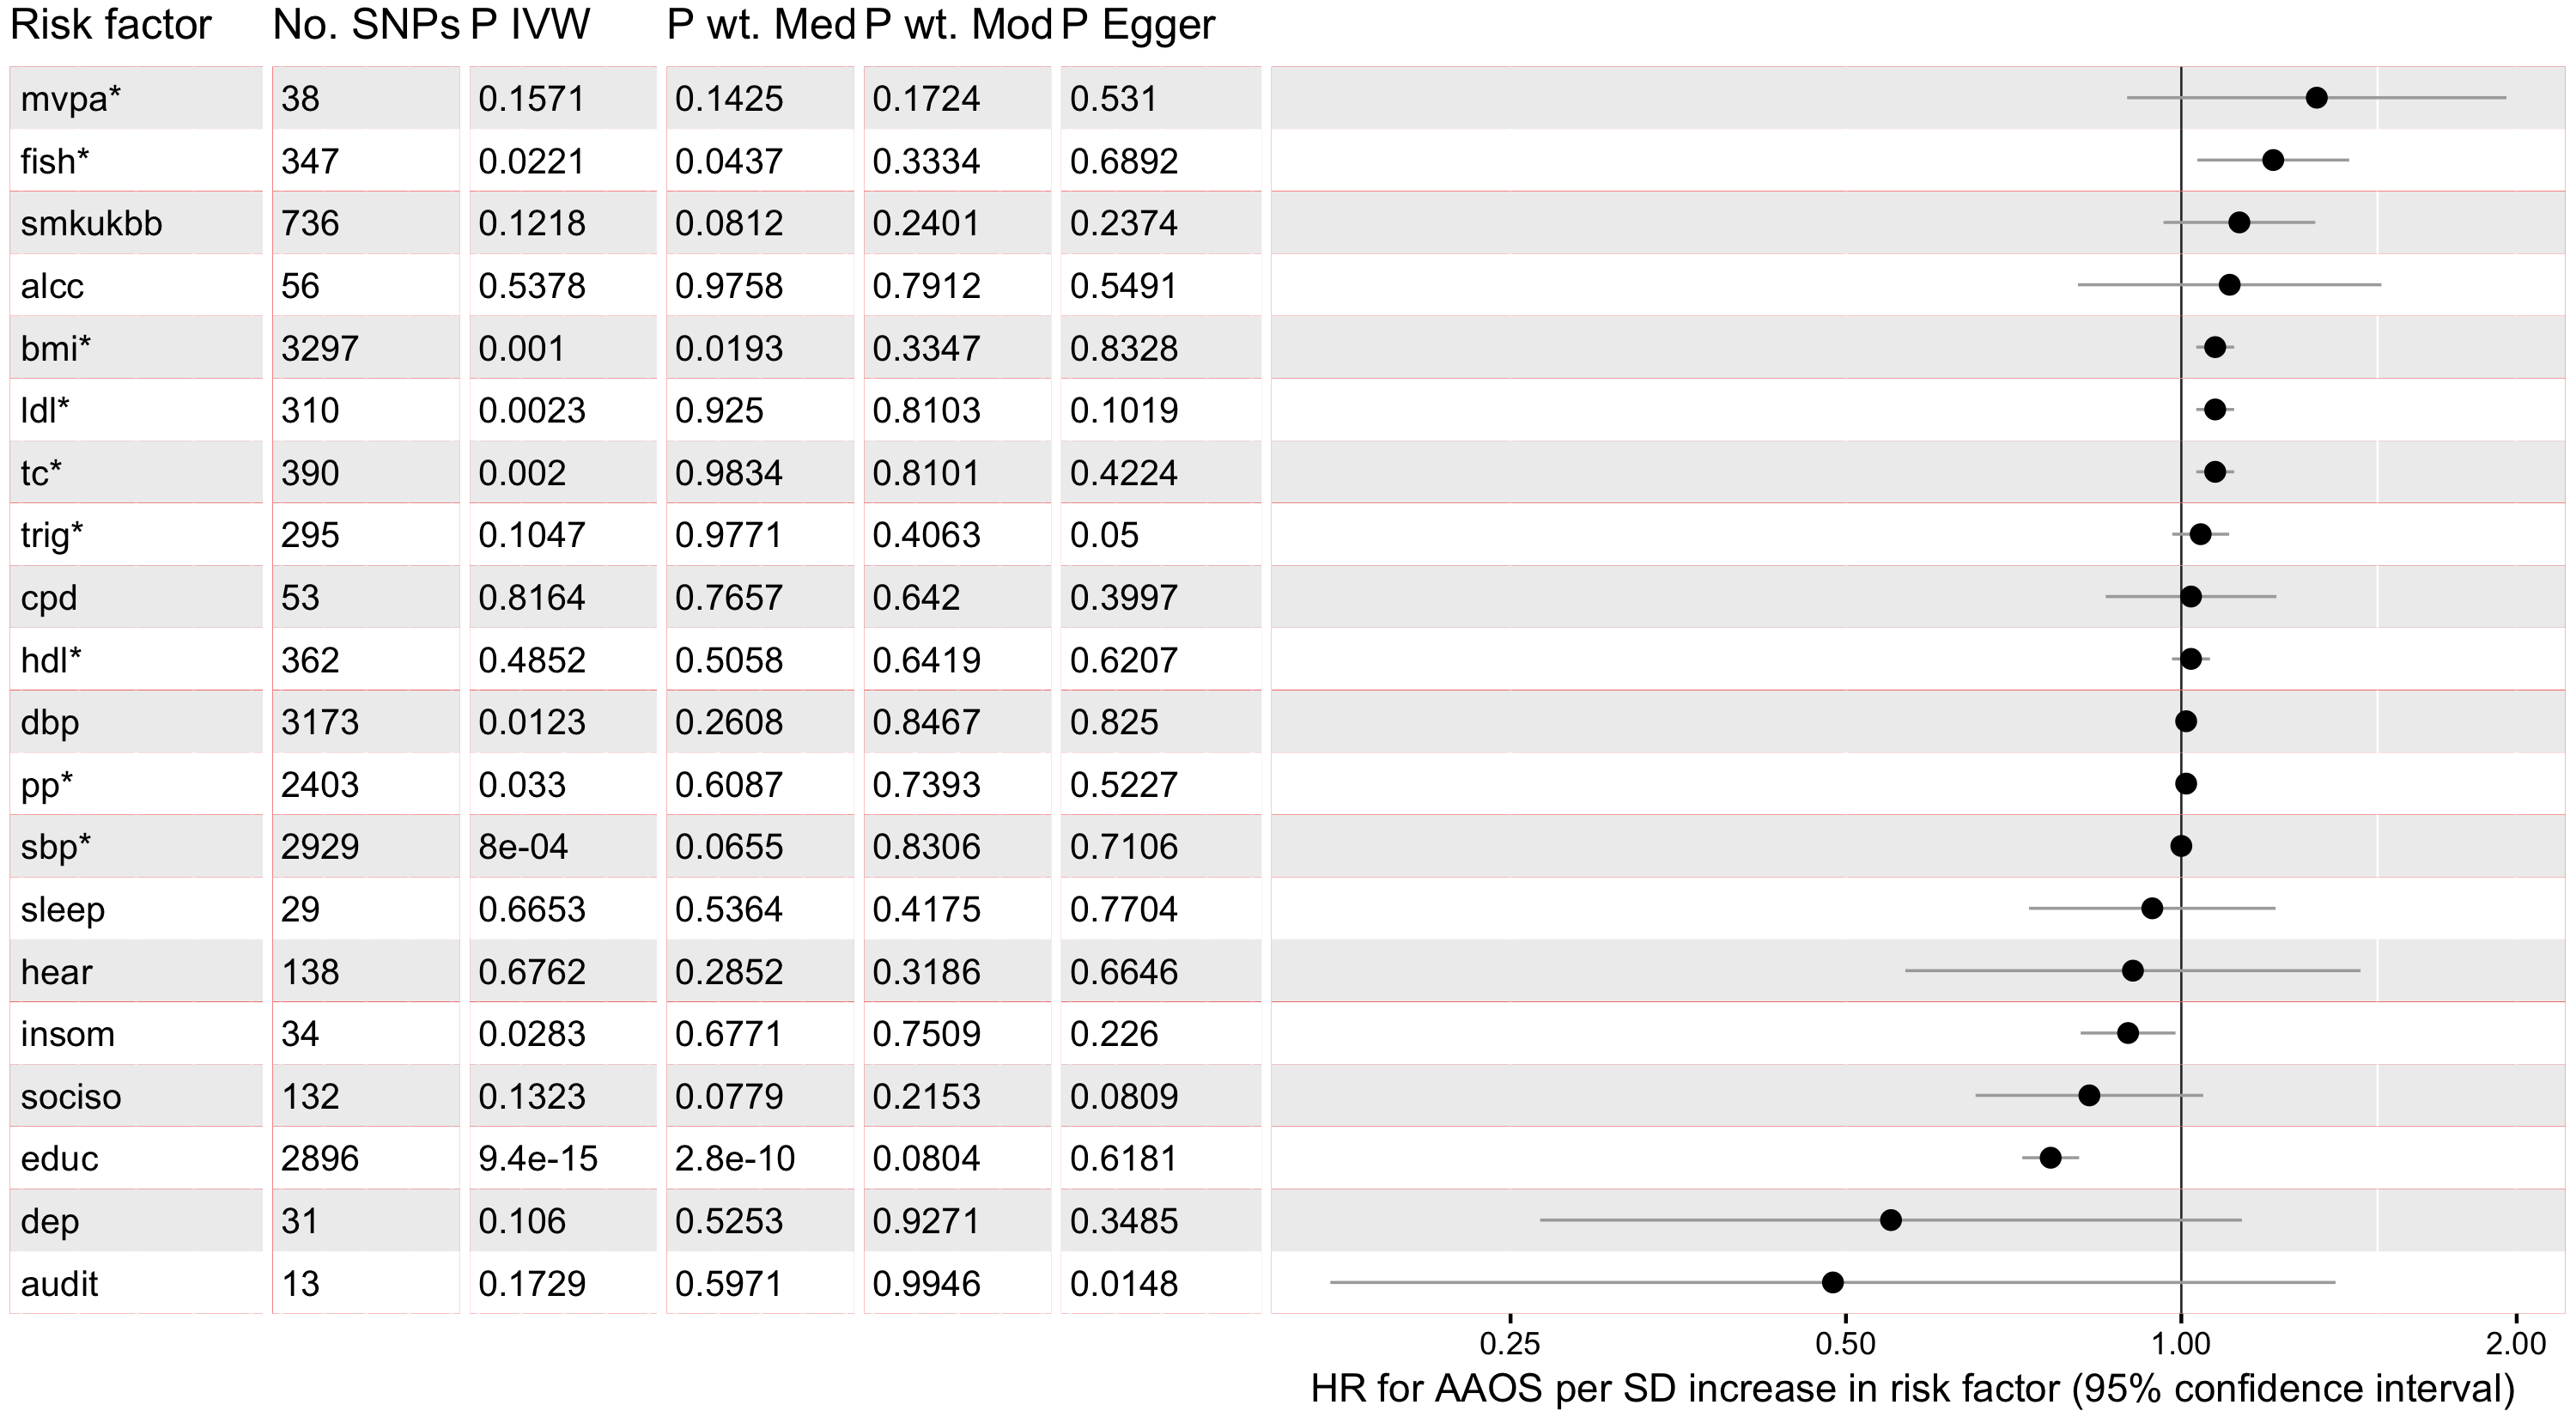 Risk factor No. SNPs P IVW P wt. Med P wt. Mod P Egger
mvpa* 38 0.1571 0.1425 0.1724 0.531
fish* 347 0.0221 0.0437 0.3334 0.6892
smkukbb 736 0.1218 0.0812 0.2401 0.2374
alcc 56 0.5378 0.9758 0.7912 0.5491
bmi* 3297 0.001 0.0193 0.3347 0.8328
ldl* 310 0.0023 0.925 0.8103 0.1019
tc* 390 0.002 0.9834 0.8101 0.4224
trig* 295 0.1047 0.9771 0.4063 0.05
cpd 53 0.8164 0.7657 0.642 0.3997
hdl* 362 0.4852 0.5058 0.6419 0.6207
dbp 3173 0.0123 0.2608 0.8467 0.825
pp* 2403 0.033 0.6087 0.7393 0.5227
sbp* 2929 8e-04 0.0655 0.8306 0.7106
sleep 29 0.6653 0.5364 0.4175 0.7704
hear 138 0.6762 0.2852 0.3186 0.6646
insom 34 0.0283 0.6771 0.7509 0.226
sociso 132 0.1323 0.0779 0.2153 0.0809
educ 2896 9.4e-15 2.8e-10 0.0804 0.6181
dep 31 0.106 0.5253 0.9271 0.3485
audit 13 0.1729 0.5971 0.9946 0.0148
0.25 0.50 1.00 2.00
HR for AAOS per SD increase in risk factor (95% confidence interval)